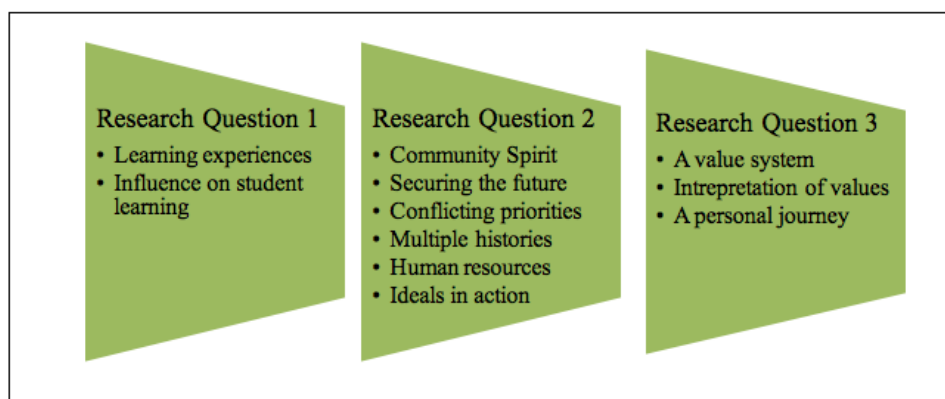 Research Question 1
• Learning experiences
• Influence on student
learning
Research Question 2
• Community Spirit
• Securing the future
• Conflicting priorities
• Multiple histories
• Human resources
• Ideals in action
Research Question 3
• A value system
• Intrepretation of values
• A personal journey